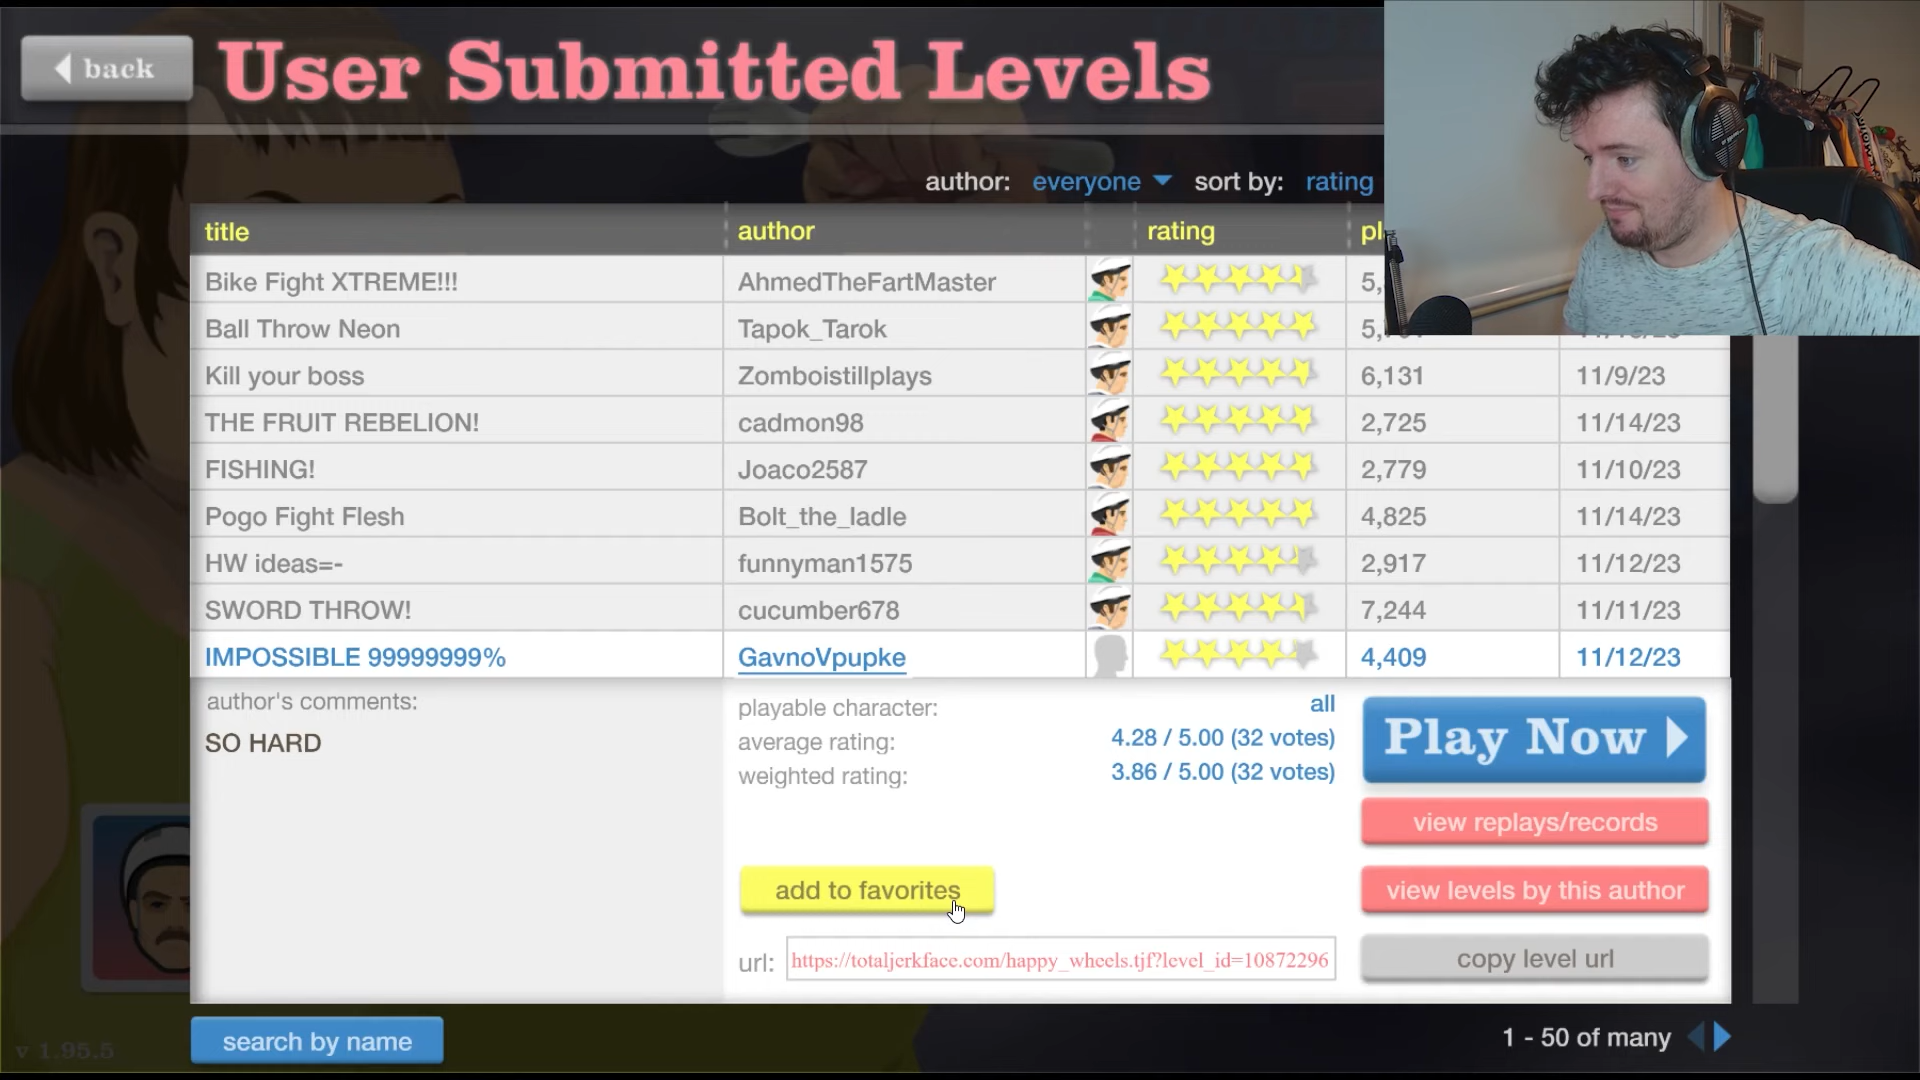 back
User Submitted Levels
author: everyone sort by: rating
title author rating pl
Bike Fight XTREME!!! AhmedTheFartMaster 5,
Ball Throw Neon Tapok_Tarok
Kill your boss Zomboistillplays 6,131 11/9/23
THE FRUIT REBELION! cadmon98 2,725 11/14/23
FISHING! Joaco2587 2,779 11/10/23
Pogo Fight Flesh Bolt_the_ladle 4,825 11/14/23
HW ideas=- funnyman1575 2,917 11/12/23
SWORD THROW! cucumber678 7,244 11/11/23
IMPOSSIBLE 99999999% GavnoVpupke 4,409 11/12/23
author's comments:
SO HARD
playable character: all
average rating: 4.28 / 5.00 (32 votes)
weighted rating: 3.86 / 5.00 (32 votes)
add to favorites
url: https://totaljerkface.com/happy_wheels.tjf?level_id=10872296
Play Now
view replays/records
view levels by this author
copy level url
v 1.95.5
search by name
1 - 50 of many